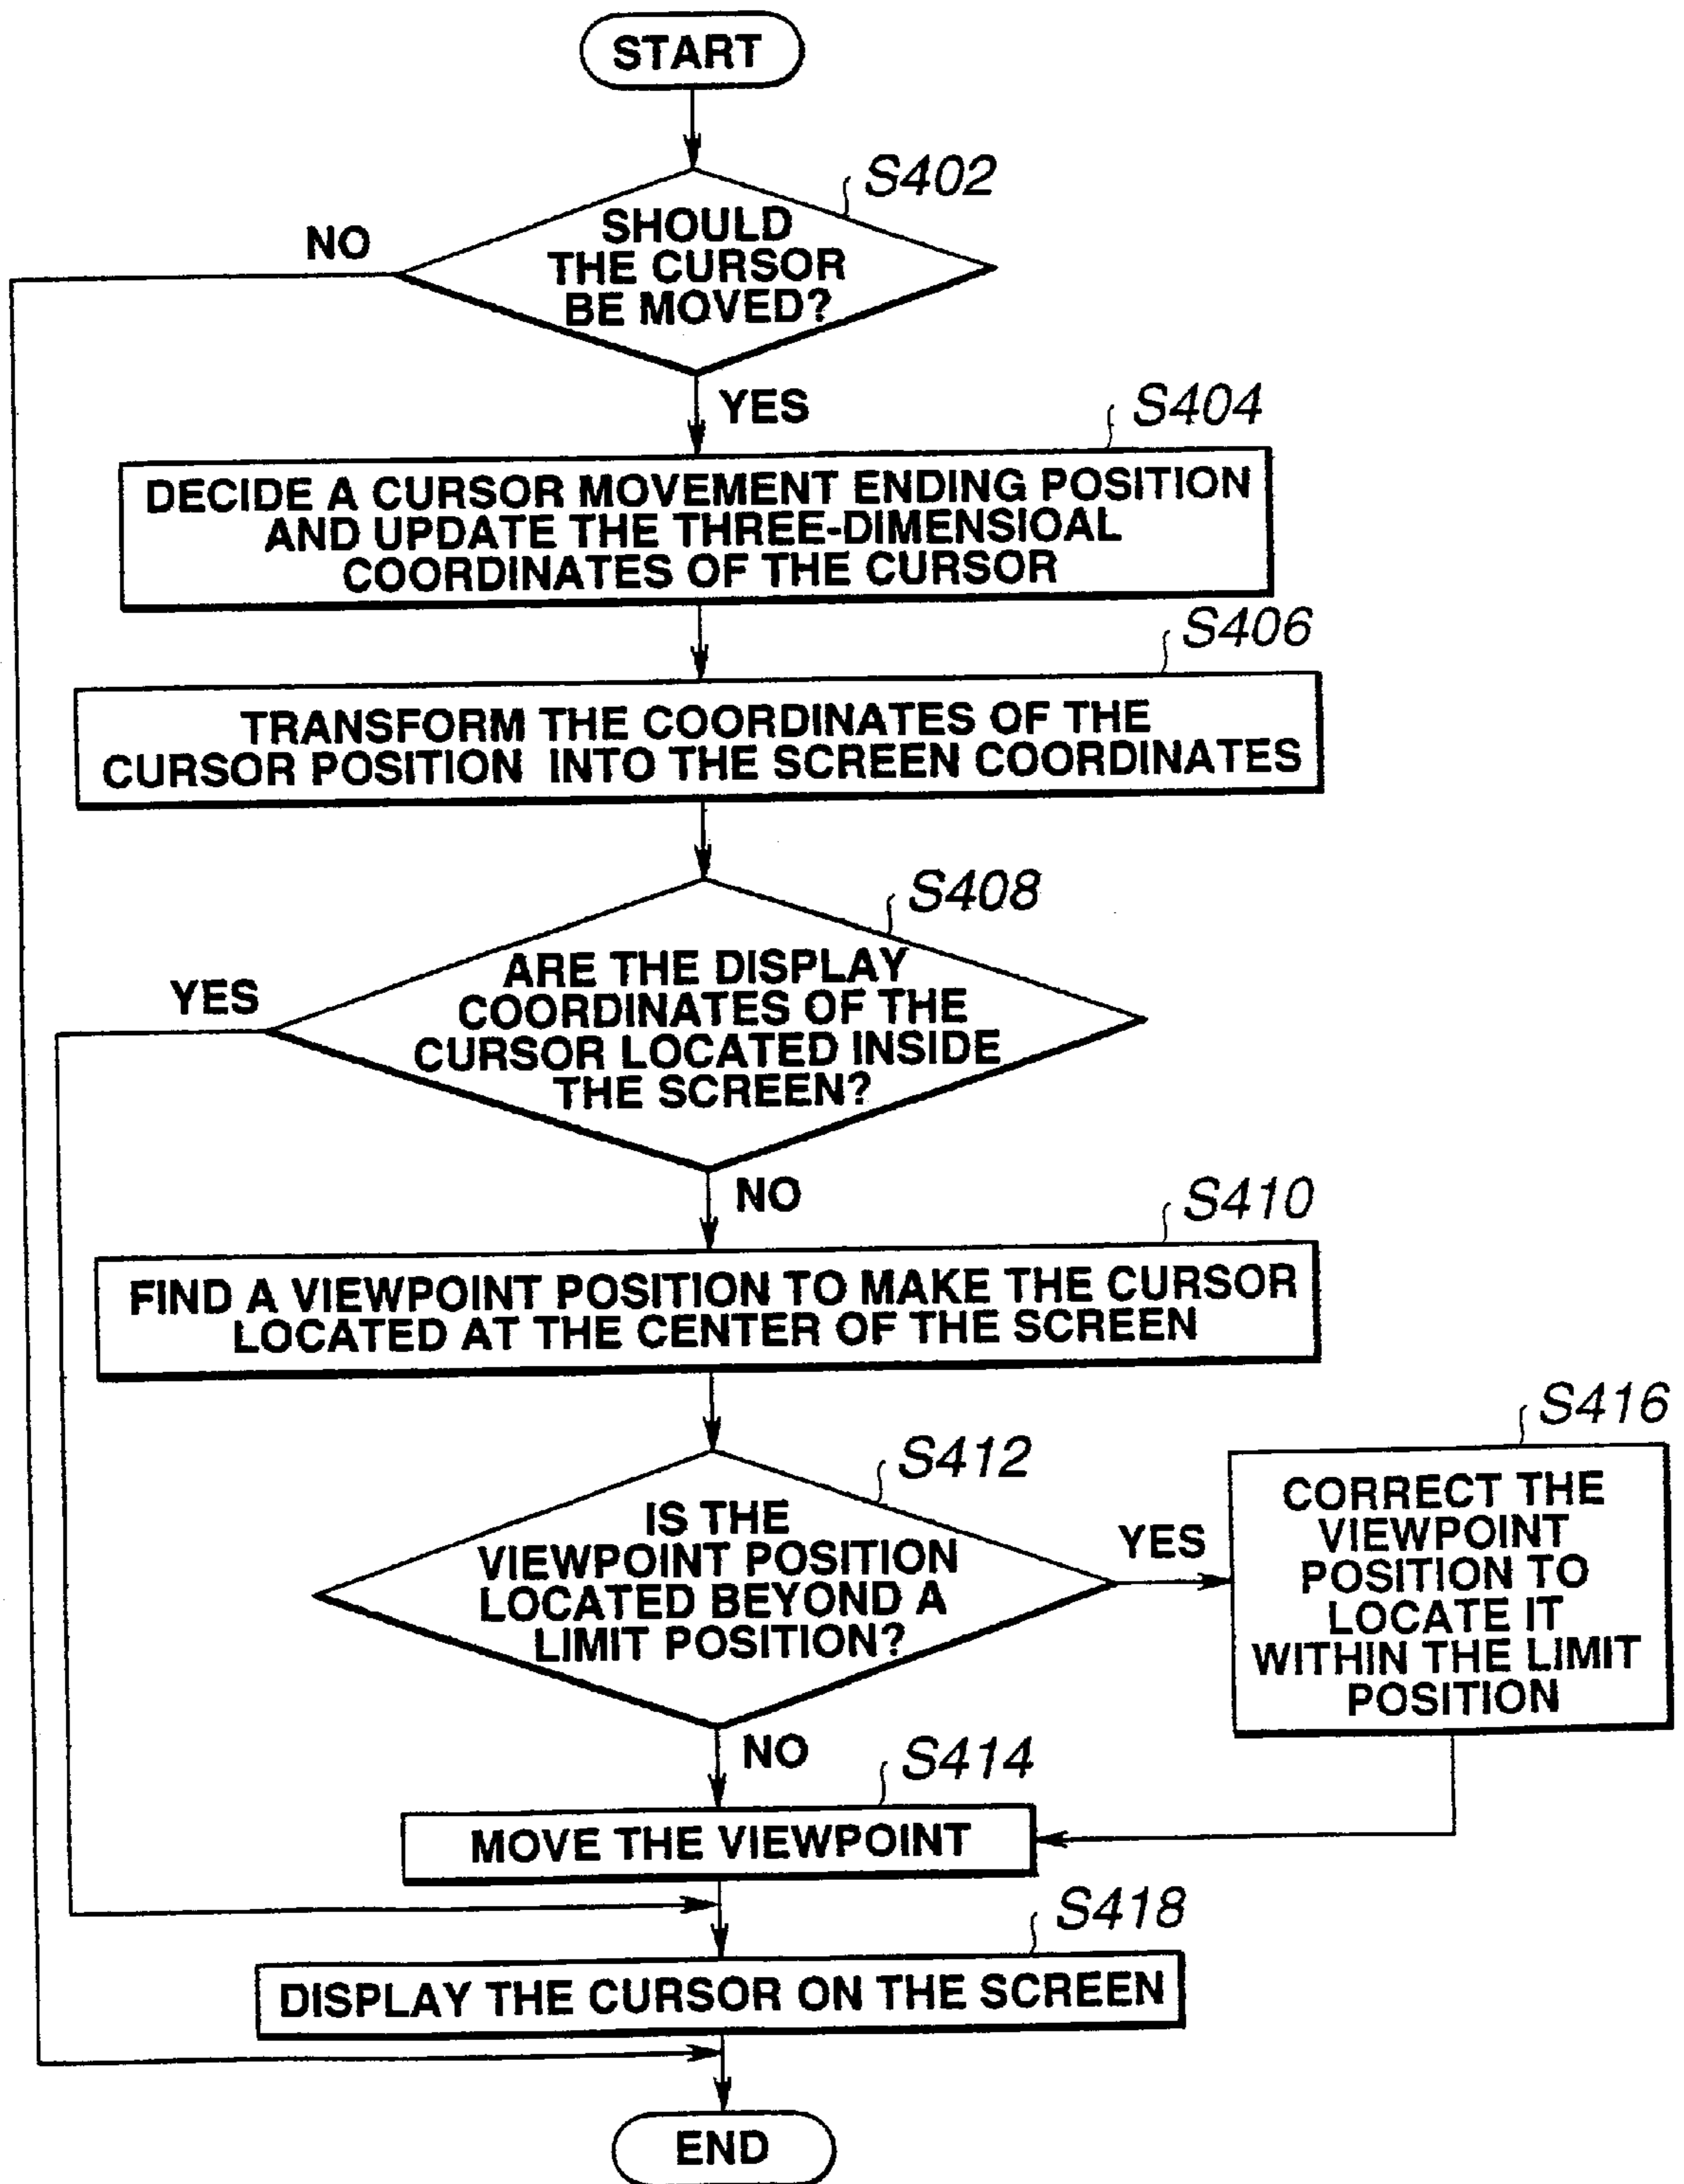 START
S402
NO
SHOULD
THE CURSOR
BE MOVED?
YES
S404
DECIDE A CURSOR MOVEMENT ENDING POSITION
AND UPDATE THE THREE-DIMENSIOAL
COORDINATES OF THE CURSOR
S406
TRANSFORM THE COORDINATES OF THE
CURSOR POSITION INTO THE SCREEN COORDINATES
S408
YES
ARE THE DISPLAY
COORDINATES OF THE
CURSOR LOCATED INSIDE
THE SCREEN?
NO
S410
FIND A VIEWPOINT POSITION TO MAKE THE CURSOR
LOCATED AT THE CENTER OF THE SCREEN
S412
IS THE
VIEWPOINT POSITION
LOCATED BEYOND A
LIMIT POSITION?
YES
S416
CORRECT THE
VIEWPOINT
POSITION TO
LOCATE IT
WITHIN THE LIMIT
POSITION
NO
S414
MOVE THE VIEWPOINT
S418
DISPLAY THE CURSOR ON THE SCREEN
END